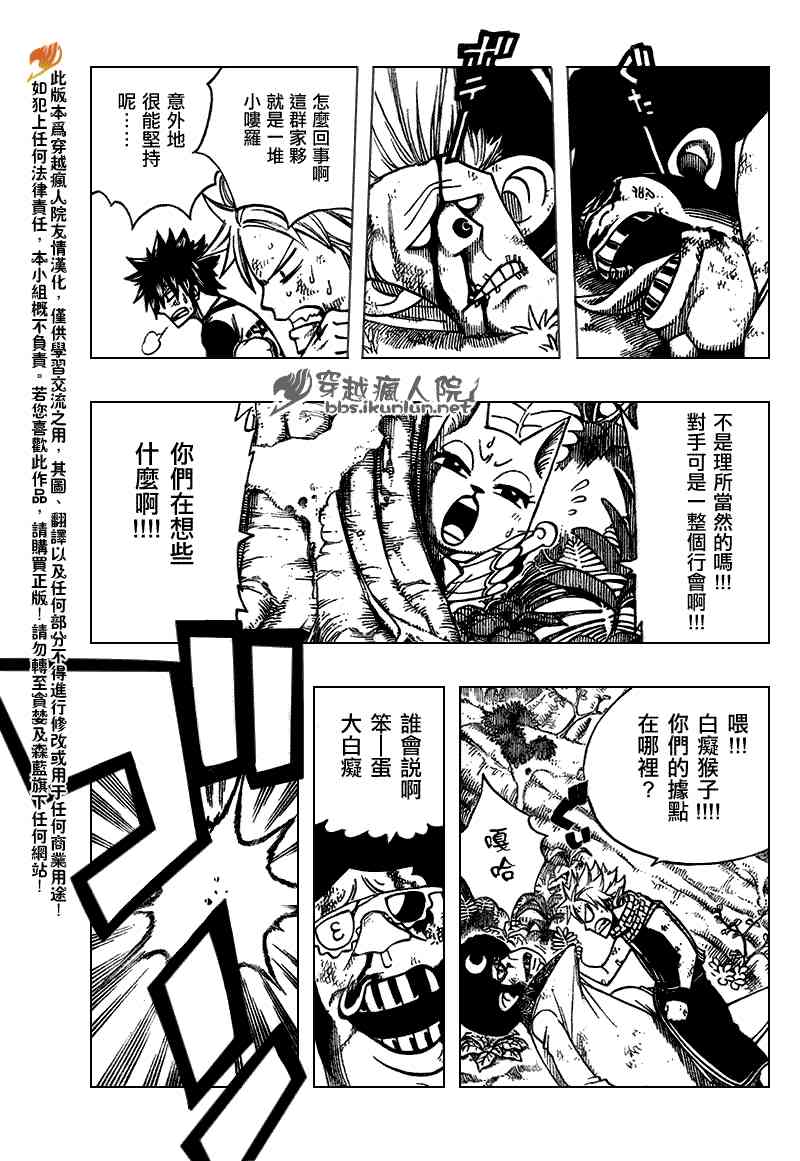 此版本爲穿越瘋人院友情漢化，僅供學習交流之用，其圖、翻譯以及任何部分不得進行修改或用于任何商業用途！
如犯上任何法律責任，本小組概不負責。若您喜歡此作品，請購買正版！請勿轉至貪婪及森藍旗下任何網站！
怎麼回事啊
這群家夥
就是一堆
小嘍羅
意外地
很能堅持
呢……
穿越瘋人院
bbs.ikunlun.net
不是理所當然的嗎!!!
對手可是一整個行會啊!!!
你們在想些
什麼啊!!!!
喂!!!
白癡猴子!!!!
你們的據點
在哪裡？
嘎
哈
誰會説啊
笨—蛋
大白癡